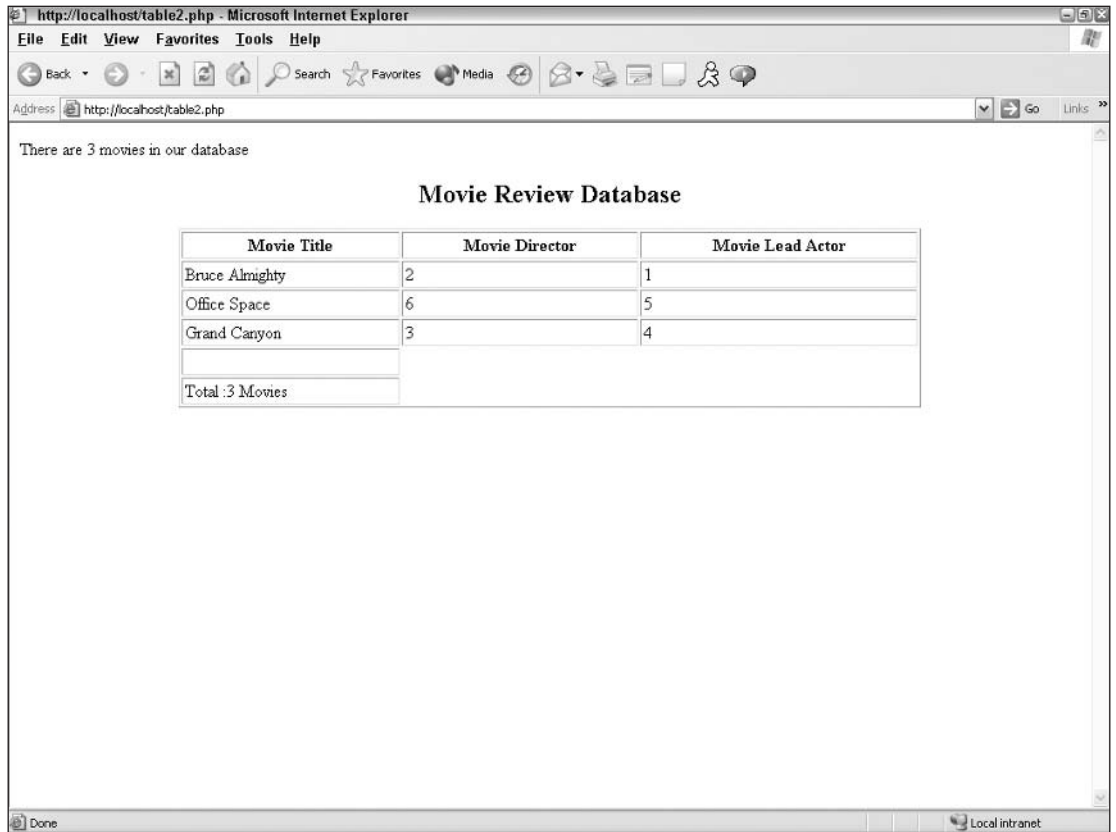 http://localhost/table2.php - Microsoft Internet Explorer
File Edit View Favorites Tools Help
Back Search Favorites Media
Address http://localhost/table2.php Go Links »
There are 3 movies in our database
Movie Review Database
Movie Title Movie Director Movie Lead Actor
Bruce Almighty 2 1
Office Space 6 5
Grand Canyon 3 4
Total :3 Movies
Done Local intranet